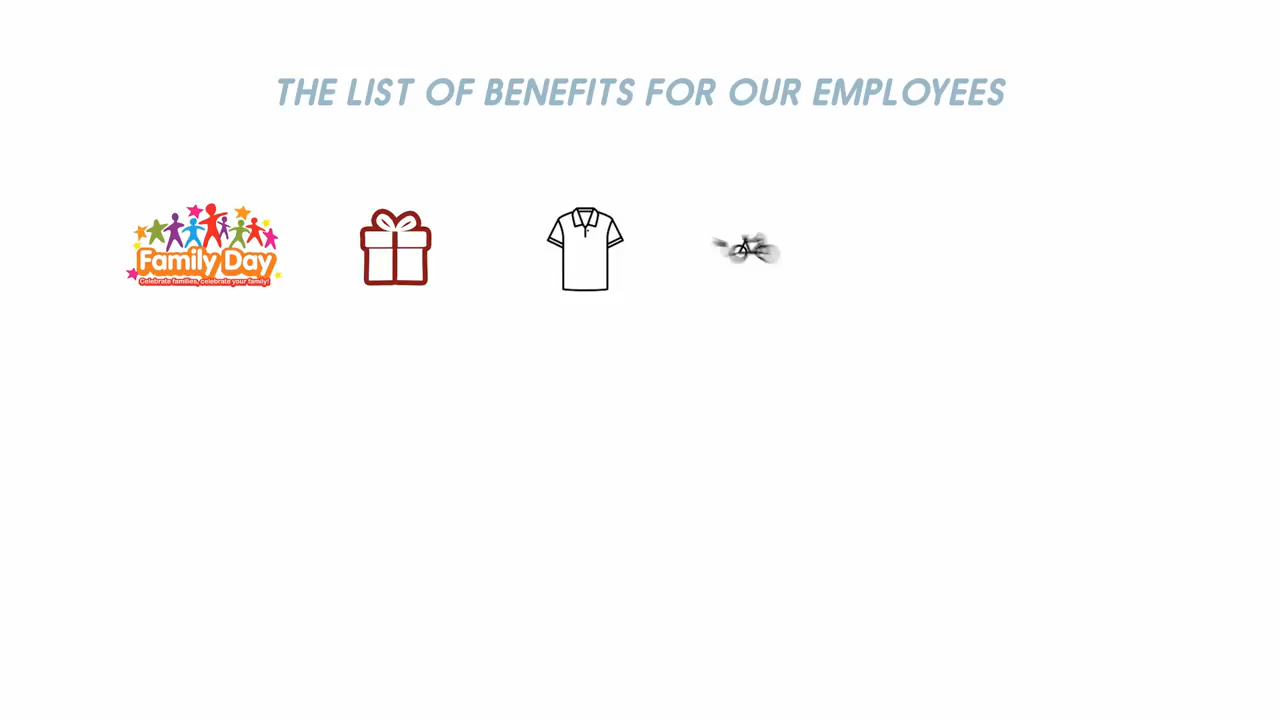 THE LIST OF BENEFITS FOR OUR EMPLOYEES
Family Day
Celebrate families, celebrate your family!